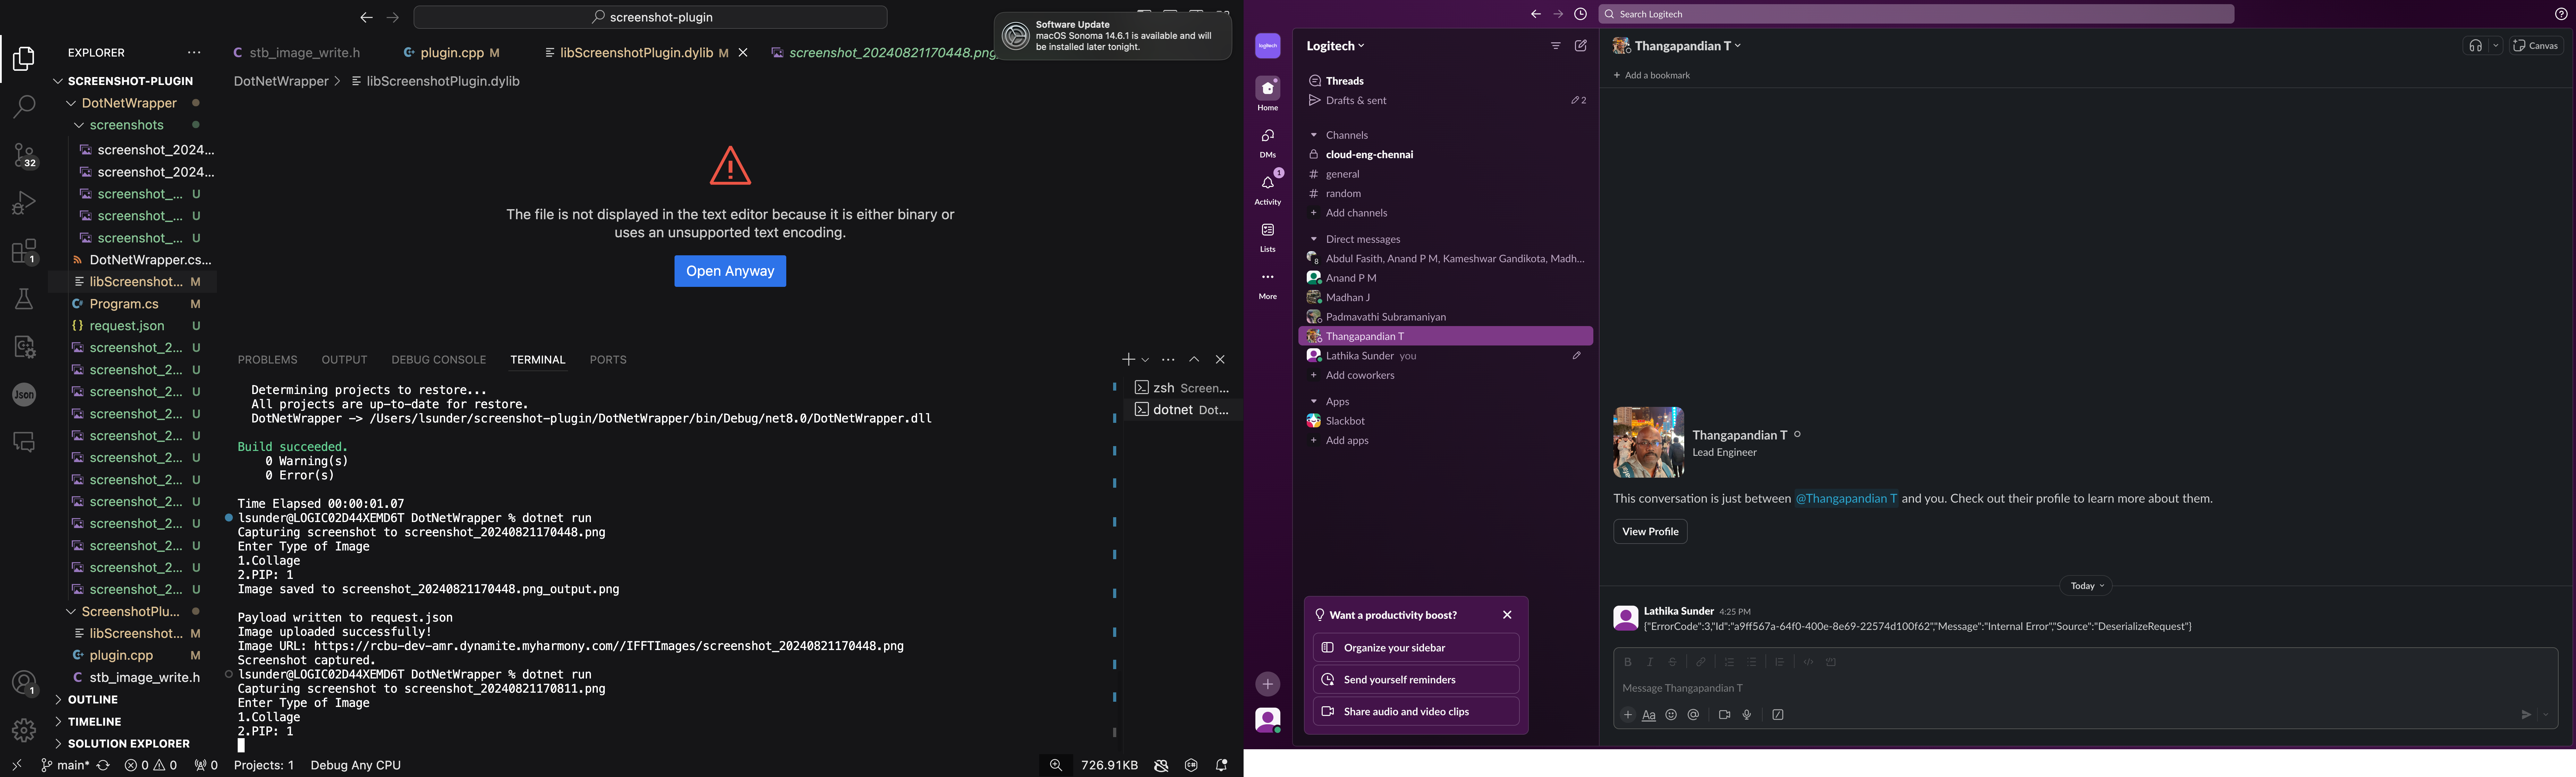 screenshot-plugin
Software Update
macOS Sonoma 14.6.1 is available and will
be installed later tonight.
EXPLORER
stb_image_write.h
plugin.cpp M
libScreenshotPlugin.dylib M
screenshot_20240821170448.png
DotNetWrapper > libScreenshotPlugin.dylib
SCREENSHOT-PLUGIN
DotNetWrapper
screenshots
screenshot_2024...
screenshot_2024...
screenshot_... U
screenshot_... U
screenshot_... U
DotNetWrapper.cs...
libScreenshot... M
Program.cs M
request.json U
screenshot_2... U
screenshot_2... U
screenshot_2... U
screenshot_2... U
screenshot_2... U
screenshot_2... U
screenshot_2... U
screenshot_2... U
screenshot_2... U
screenshot_2... U
screenshot_2... U
screenshot_2... U
ScreenshotPlu...
libScreenshot... M
plugin.cpp M
stb_image_write.h
OUTLINE
TIMELINE
SOLUTION EXPLORER
32
1
Json
1
The file is not displayed in the text editor because it is either binary or
uses an unsupported text encoding.
Open Anyway
PROBLEMS OUTPUT DEBUG CONSOLE TERMINAL PORTS
zsh Screen...
dotnet Dot...
Determining projects to restore...
All projects are up-to-date for restore.
DotNetWrapper -> /Users/lsunder/screenshot-plugin/DotNetWrapper/bin/Debug/net8.0/DotNetWrapper.dll
Build succeeded.
0 Warning(s)
0 Error(s)
Time Elapsed 00:00:01.07
lsunder@LOGIC02D44XEMD6T DotNetWrapper % dotnet run
Capturing screenshot to screenshot_20240821170448.png
Enter Type of Image
1.Collage
2.PIP: 1
Image saved to screenshot_20240821170448.png_output.png
Payload written to request.json
Image uploaded successfully!
Image URL: https://rcbu-dev-amr.dynamite.myharmony.com//IFFTImages/screenshot_20240821170448.png
Screenshot captured.
lsunder@LOGIC02D44XEMD6T DotNetWrapper % dotnet run
Capturing screenshot to screenshot_20240821170811.png
Enter Type of Image
1.Collage
2.PIP: 1
main* 0 0 0 Projects: 1 Debug Any CPU 726.91KB
Search Logitech
logitech
Home
DMs
1
Activity
Lists
More
Logitech
Threads
Drafts & sent 2
Channels
cloud-eng-chennai
# general
# random
+ Add channels
Direct messages
8 Abdul Fasith, Anand P M, Kameshwar Gandikota, Madh...
Anand P M
Madhan J
Padmavathi Subramaniyan
Thangapandian T
Lathika Sunder you
+ Add coworkers
Apps
Slackbot
+ Add apps
Want a productivity boost?
Organize your sidebar
Send yourself reminders
Share audio and video clips
Thangapandian T
Canvas
+ Add a bookmark
Thangapandian T
Lead Engineer
This conversation is just between @Thangapandian T and you. Check out their profile to learn more about them.
View Profile
Today
Lathika Sunder 4:25 PM
{"ErrorCode":3,"Id":"a9ff567a-64f0-400e-8e69-22574d100f62","Message":"Internal Error","Source":"DeserializeRequest"}
Message Thangapandian T
Aa